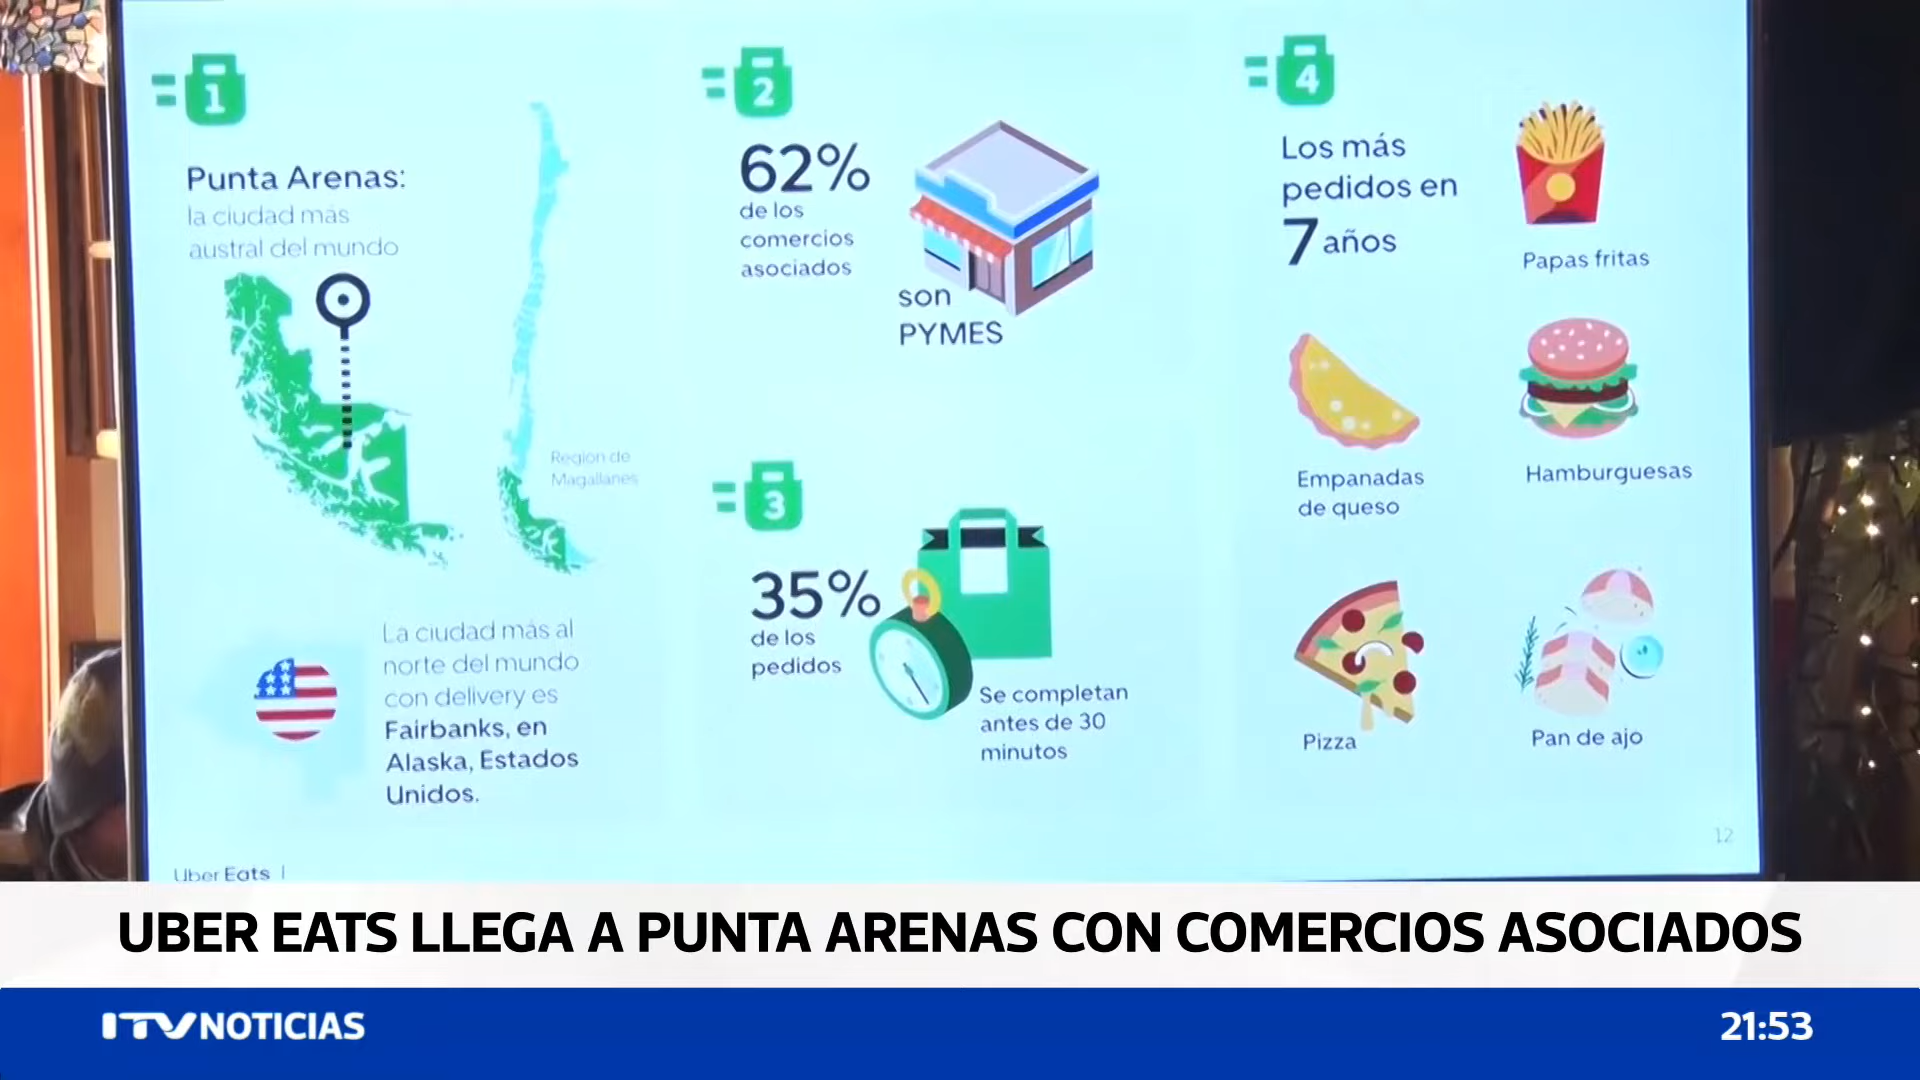 1
Punta Arenas:
la ciudad más
austral del mundo
Region de
Magallanes
La ciudad más al
norte del mundo
con delivery es
Fairbanks, en
Alaska, Estados
Unidos.
2
62%
de los
comercios
asociados
son
PYMES
3
35%
de los
pedidos
Se completan
antes de 30
minutos
4
Los más
pedidos en
7 años
Papas fritas
Empanadas
de queso
Hamburguesas
Pizza
Pan de ajo
12
Uber Eats |
UBER EATS LLEGA A PUNTA ARENAS CON COMERCIOS ASOCIADOS
ITV NOTICIAS
21:53